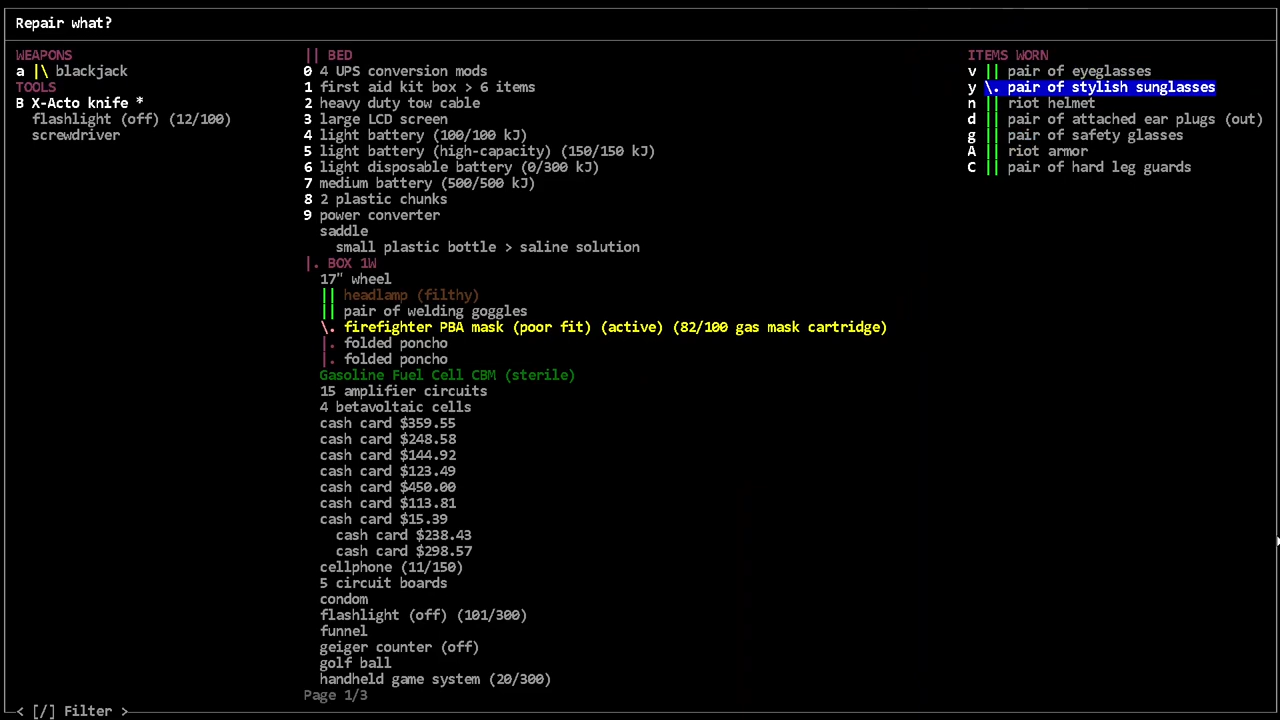 Repair what?
WEAPONS
a |\ blackjack
TOOLS
B X-Acto knife *
flashlight (off) (12/100)
screwdriver
|| BED
0 4 UPS conversion mods
1 first aid kit box > 6 items
2 heavy duty tow cable
3 large LCD screen
4 light battery (100/100 kJ)
5 light battery (high-capacity) (150/150 kJ)
6 light disposable battery (0/300 kJ)
7 medium battery (500/500 kJ)
8 2 plastic chunks
9 power converter
saddle
small plastic bottle > saline solution
|. BOX 1W
17" wheel
|| headlamp (filthy)
|| pair of welding goggles
\. firefighter PBA mask (poor fit) (active) (82/100 gas mask cartridge)
|. folded poncho
|. folded poncho
Gasoline Fuel Cell CBM (sterile)
15 amplifier circuits
4 betavoltaic cells
cash card $359.55
cash card $248.58
cash card $144.92
cash card $123.49
cash card $450.00
cash card $113.81
cash card $15.39
cash card $238.43
cash card $298.57
cellphone (11/150)
5 circuit boards
condom
flashlight (off) (101/300)
funnel
geiger counter (off)
golf ball
handheld game system (20/300)
Page 1/3
ITEMS WORN
v || pair of eyeglasses
y \. pair of stylish sunglasses
n || riot helmet
d || pair of attached ear plugs (out)
g || pair of safety glasses
A || riot armor
C || pair of hard leg guards
< [/] Filter >